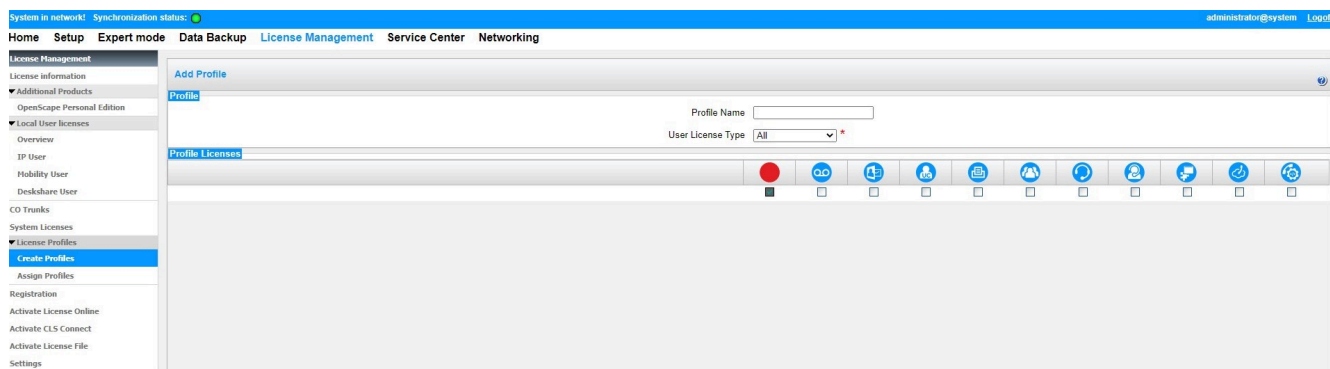 System in network! Synchronization status:
administrator@system Logoff
Home Setup Expert mode Data Backup License Management Service Center Networking
License Management
License information
Additional Products
OpenScape Personal Edition
Local User licenses
Overview
IP User
Mobility User
Deskshare User
CO Trunks
System Licenses
License Profiles
Create Profiles
Assign Profiles
Registration
Activate License Online
Activate CLS Connect
Activate License File
Settings
Add Profile
Profile
Profile Name
User License Type All *
Profile Licenses
UC